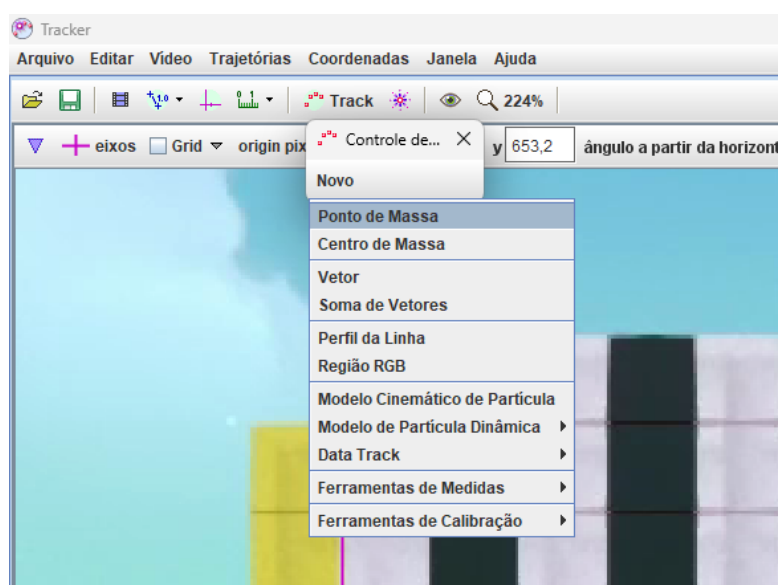 Tracker
Arquivo Editar Vídeo Trajetórias Coordenadas Janela Ajuda
1.0 Track 224%
eixos Grid origin pix y 653,2 ângulo a partir da horizont
Controle de... X
Novo
Ponto de Massa
Centro de Massa
Vetor
Soma de Vetores
Perfil da Linha
Região RGB
Modelo Cinemático de Partícula
Modelo de Partícula Dinâmica
Data Track
Ferramentas de Medidas
Ferramentas de Calibração